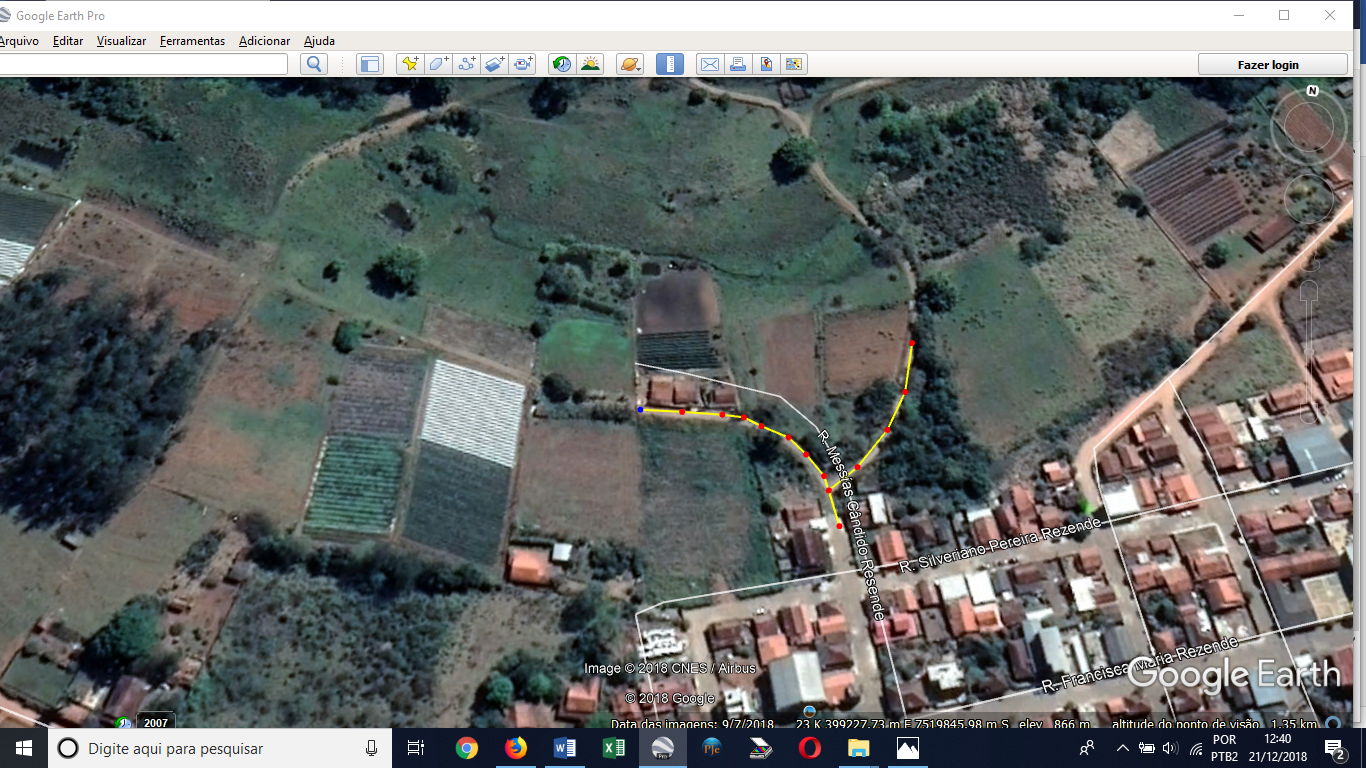 Google Earth Pro
Arquivo Editar Visualizar Ferramentas Adicionar Ajuda
Fazer login
N
R. Messias Cândido Resende
R. Silveriano Pereira Rezende
R. Francisca Maria Rezende
Image © 2018 CNES / Airbus
© 2018 Google
Google Earth
2007
Data das imagens: 9/7/2018 23 K 399227.73 m E 7519845.98 m S elev 866 m altitude do ponto de visão 1.35 km
Digite aqui para pesquisar
Pro
PJe
POR
PTB2
12:40
21/12/2018
2